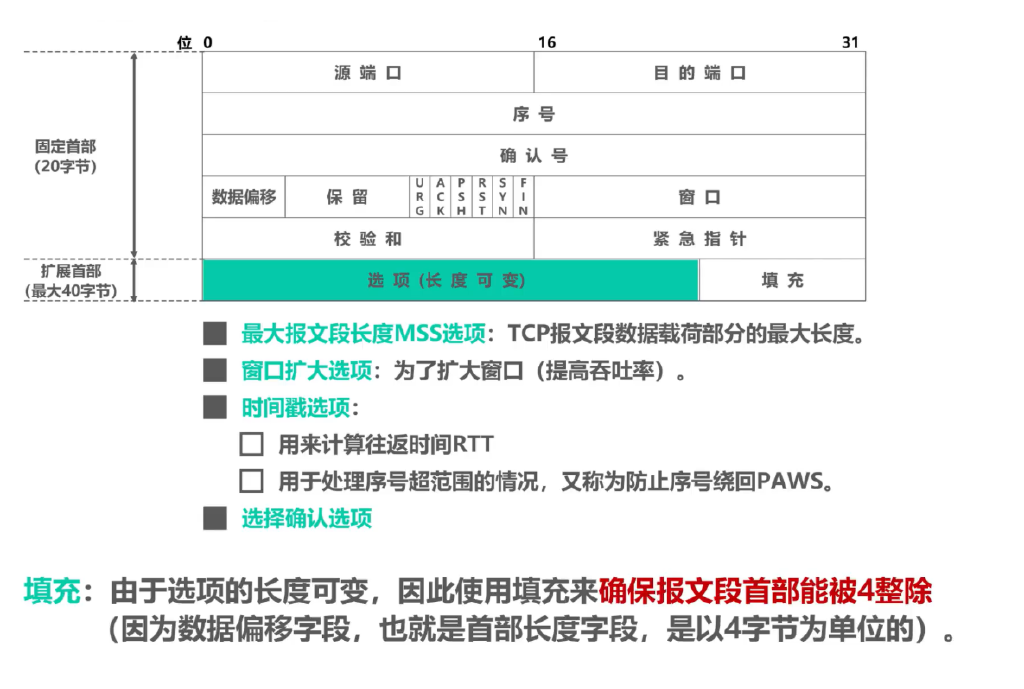 位 0 16 31
源 端 口 目 的 端 口
序 号
固定首部
(20字节)
确 认 号
数据偏移 保 留 URG ACK PSH RST SYN FIN 窗 口
校 验 和 紧 急 指 针
扩展首部
(最大40字节)
选 项 (长 度 可 变) 填 充
最大报文段长度MSS选项：TCP报文段数据载荷部分的最大长度。
窗口扩大选项：为了扩大窗口（提高吞吐率）。
时间戳选项：
用来计算往返时间RTT
用于处理序号超范围的情况，又称为防止序号绕回PAWS。
选择确认选项
填充：由于选项的长度可变，因此使用填充来确保报文段首部能被4整除
（因为数据偏移字段，也就是首部长度字段，是以4字节为单位的）。